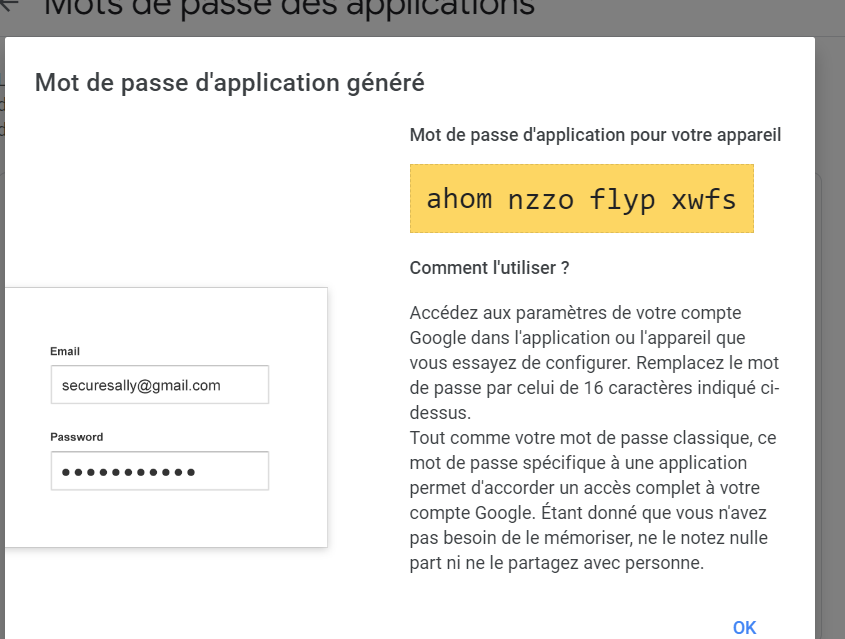 Mots de passe des applications
Mot de passe d'application généré
Mot de passe d'application pour votre appareil
ahom nzzo flyp xwfs
Comment l'utiliser ?
Accédez aux paramètres de votre compte
Google dans l'application ou l'appareil que
vous essayez de configurer. Remplacez le mot
de passe par celui de 16 caractères indiqué ci-
dessus.
Tout comme votre mot de passe classique, ce
mot de passe spécifique à une application
permet d'accorder un accès complet à votre
compte Google. Étant donné que vous n'avez
pas besoin de le mémoriser, ne le notez nulle
part ni ne le partagez avec personne.
Email
securesally@gmail.com
Password
OK